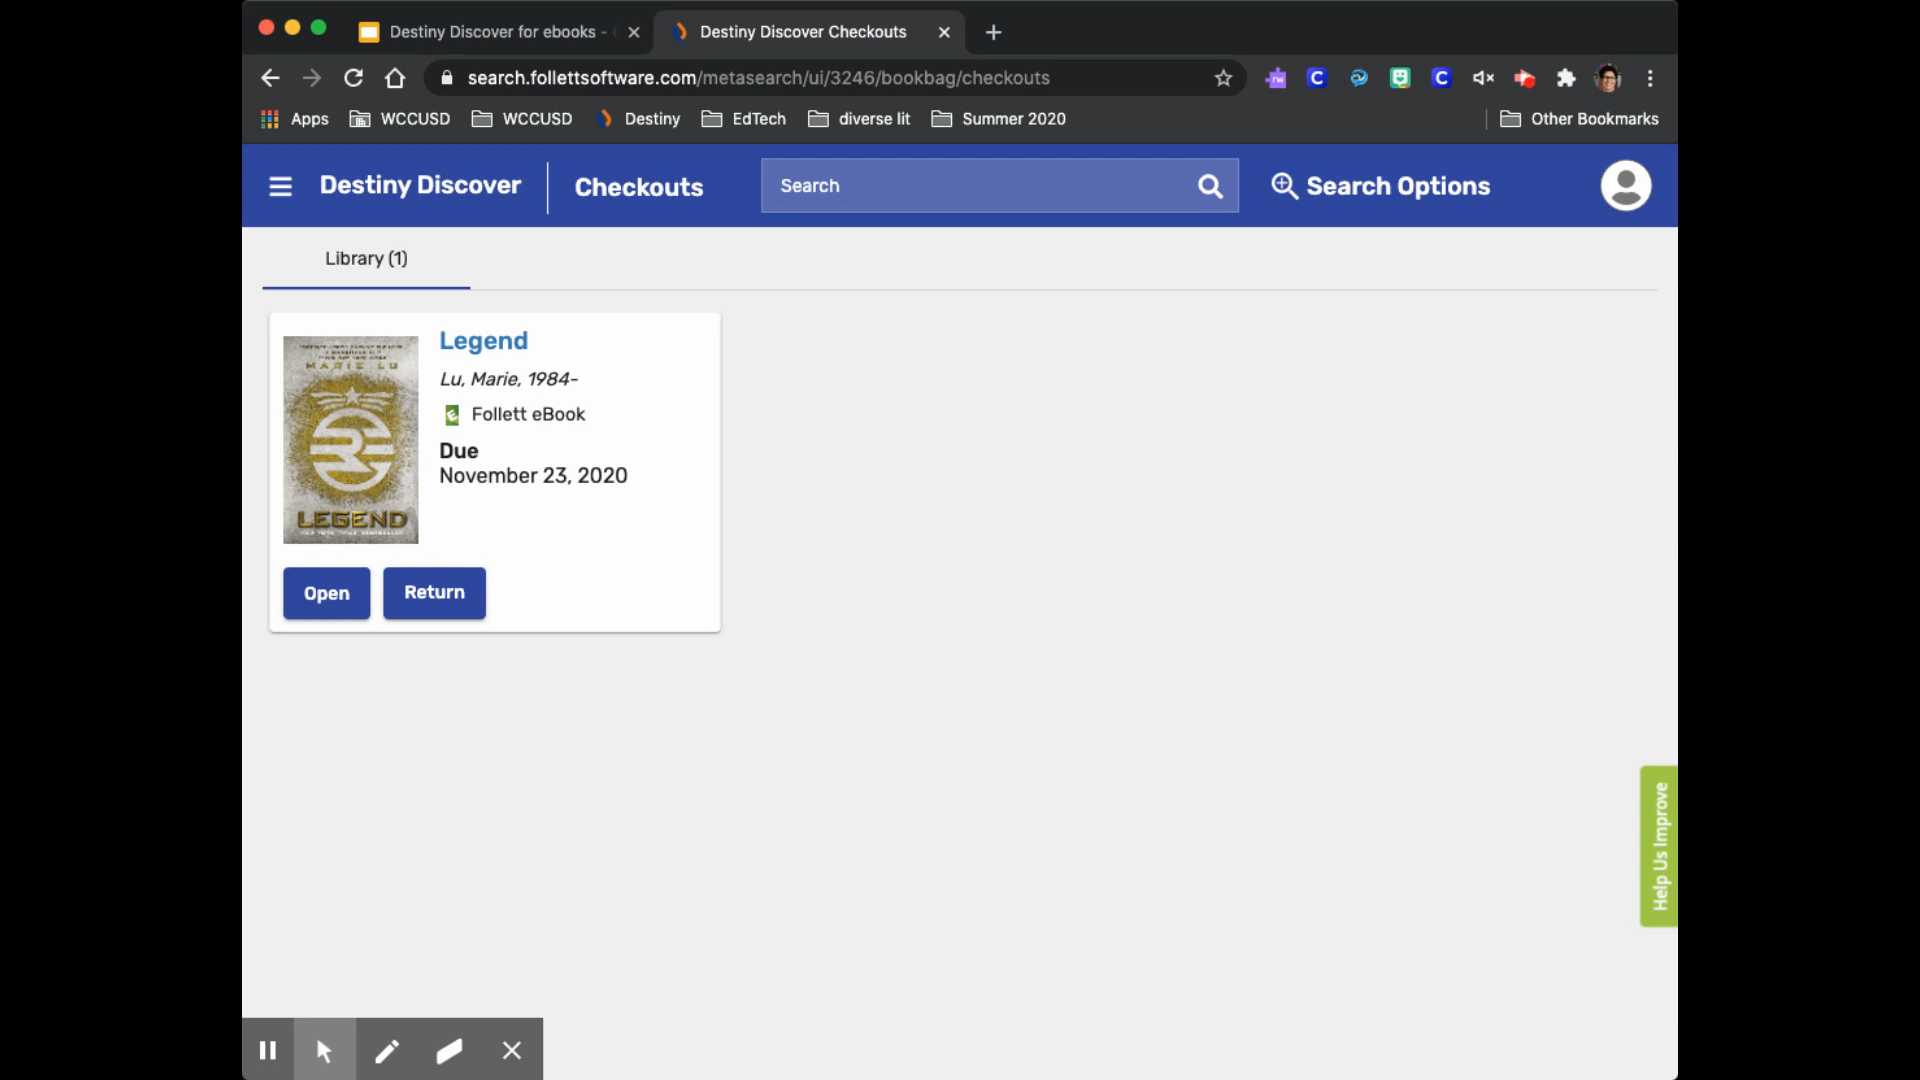 Destiny Discover for ebooks -
Destiny Discover Checkouts
search.follettsoftware.com/metasearch/ui/3246/bookbag/checkouts
Apps
WCCUSD
WCCUSD
Destiny
EdTech
diverse lit
Summer 2020
Other Bookmarks
Destiny Discover
Checkouts
Search
Search Options
Library (1)
MARIE LU
LEGEND
Legend
Lu, Marie, 1984-
Follett eBook
Due
November 23, 2020
Open
Return
Help Us Improve